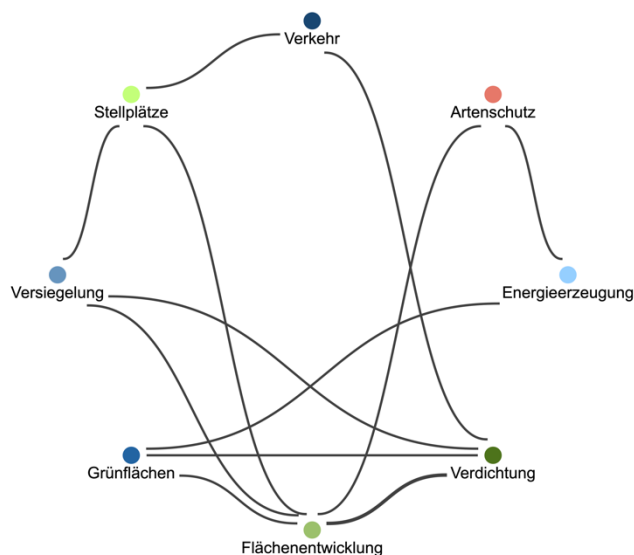 Verkehr
Stellplätze
Artenschutz
Versiegelung
Energieerzeugung
Grünflächen
Verdichtung
Flächenentwicklung